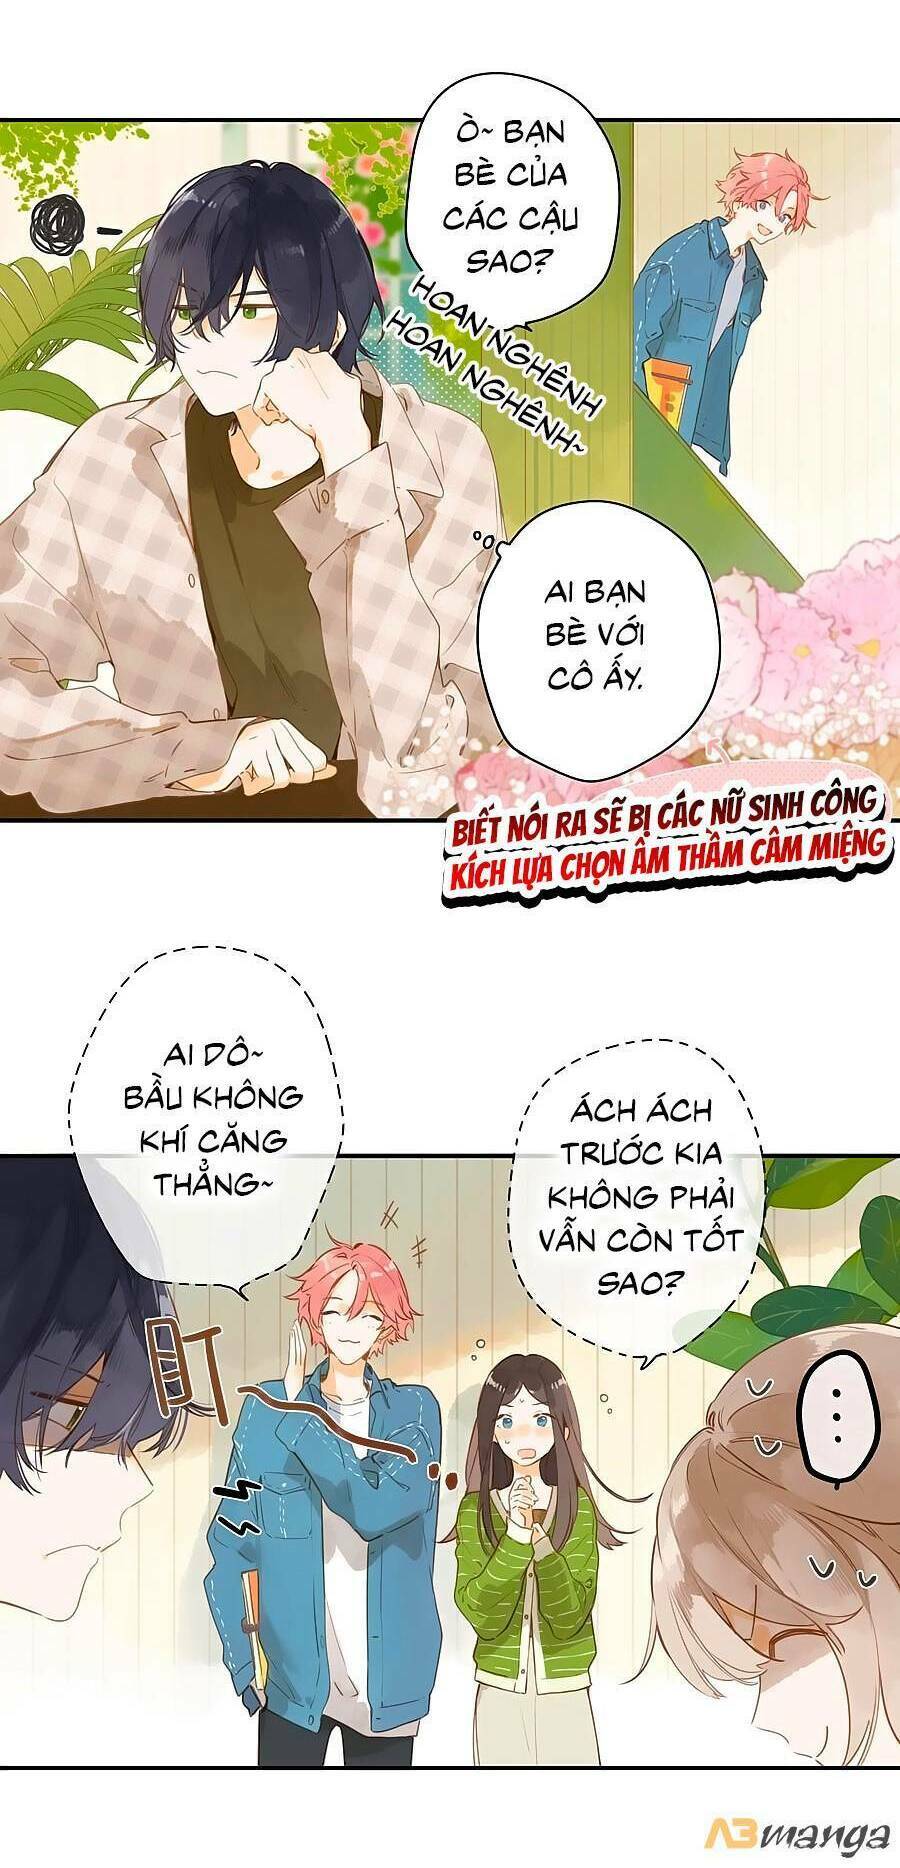 Ò~ BẠN
BÈ CỦA
CÁC CẬU
SAO?
HOAN NGHÊNH
HOAN NGHÊNH~
AI BẠN
BÈ VỚI
CÔ ẤY.
BIẾT NÓI RA SẼ BỊ CÁC NỮ SINH CÔNG
KÍCH LỰA CHỌN ÂM THẦM CÂM MIỆNG
AI DÔ~
BẦU KHÔNG
KHÍ CĂNG
THẲNG~
ÁCH ÁCH
TRƯỚC KIA
KHÔNG PHẢI
VẪN CÒN TỐT
SAO?
盯~
......
A3manga